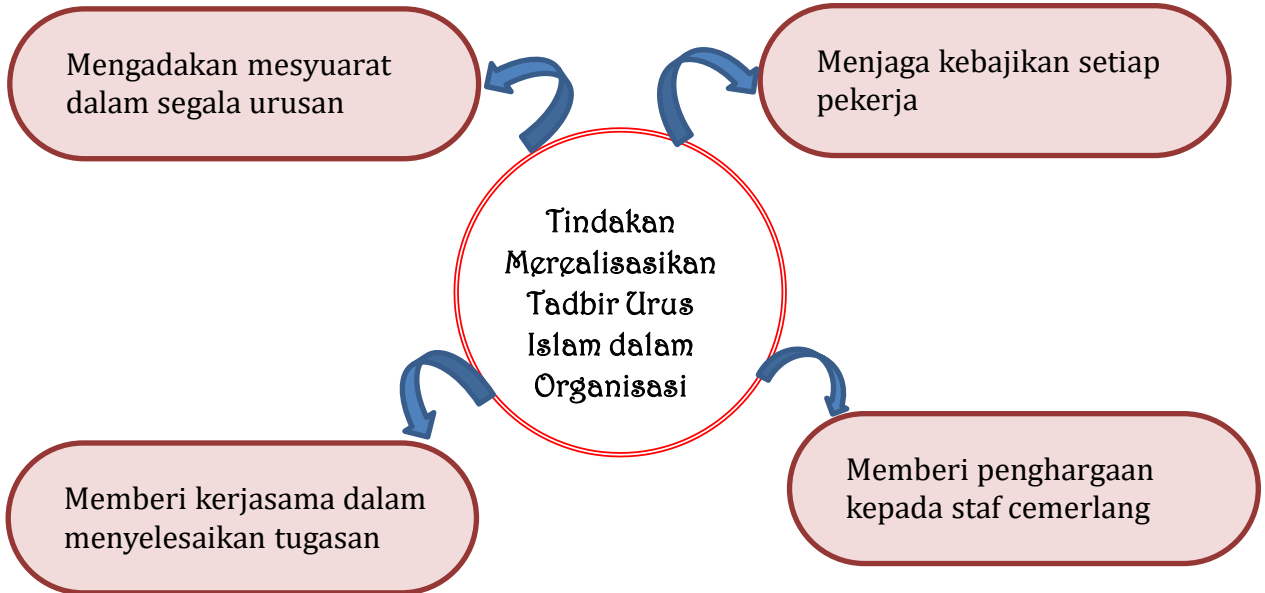 Mengadakan mesyuarat
dalam segala urusan
Menjaga kebajikan setiap
pekerja
Tindakan
Merealisasikan
Tadbir Urus
Islam dalam
Organisasi
Memberi kerjasama dalam
menyelesaikan tugasan
Memberi penghargaan
kepada staf cemerlang